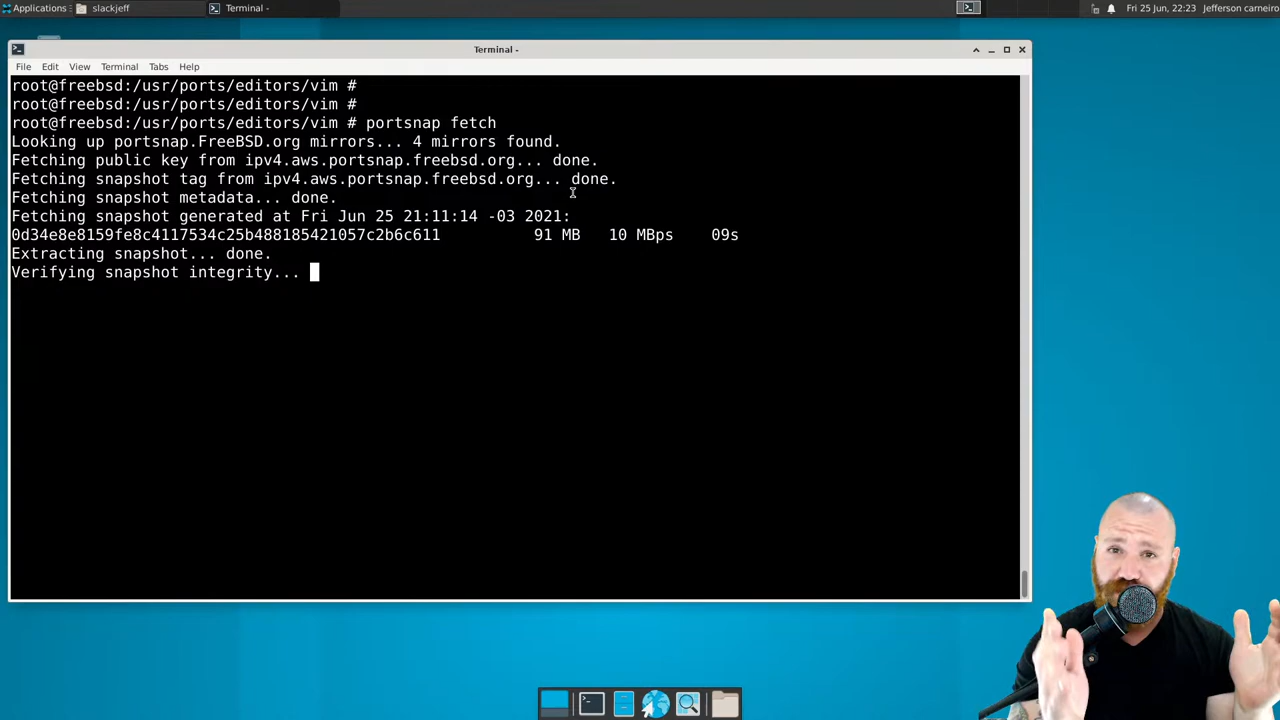 Applications
slackjeff
Terminal -
Fri 25 Jun, 22:23
Jefferson carneiro
Terminal -
File Edit View Terminal Tabs Help
root@freebsd:/usr/ports/editors/vim #
root@freebsd:/usr/ports/editors/vim #
root@freebsd:/usr/ports/editors/vim # portsnap fetch
Looking up portsnap.FreeBSD.org mirrors... 4 mirrors found.
Fetching public key from ipv4.aws.portsnap.freebsd.org... done.
Fetching snapshot tag from ipv4.aws.portsnap.freebsd.org... done.
Fetching snapshot metadata... done.
Fetching snapshot generated at Fri Jun 25 21:11:14 -03 2021:
0d34e8e8159fe8c4117534c25b488185421057c2b6c611 91 MB 10 MBps 09s
Extracting snapshot... done.
Verifying snapshot integrity...